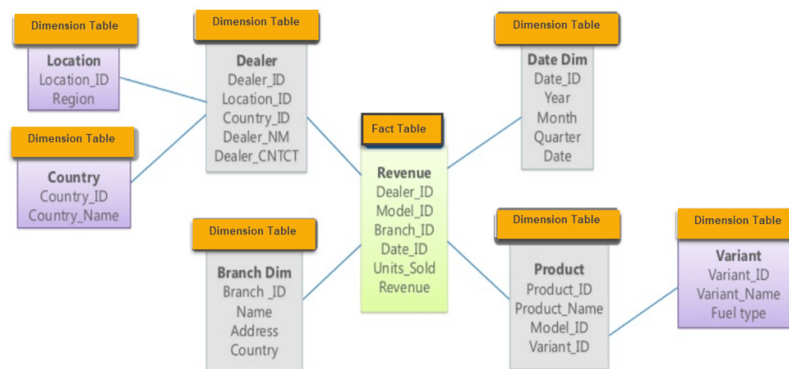 Dimension Table
Location
Location_ID
Region
Dimension Table
Dealer
Dealer_ID
Location_ID
Country_ID
Dealer_NM
Dealer_CNTCT
Dimension Table
Date Dim
Date_ID
Year
Month
Quarter
Date
Dimension Table
Country
Country_ID
Country_Name
Fact Table
Revenue
Dealer_ID
Model_ID
Branch_ID
Date_ID
Units_Sold
Revenue
Dimension Table
Branch Dim
Branch _ID
Name
Address
Country
Dimension Table
Product
Product_ID
Product_Name
Model_ID
Variant_ID
Dimension Table
Variant
Variant_ID
Variant_Name
Fuel type